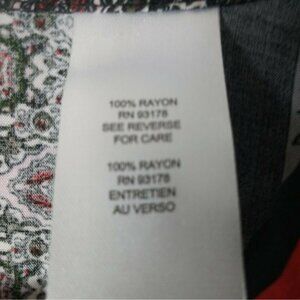 100% RAYON
RN 93178
SEE REVERSE
FOR CARE
100% RAYON
RN 93178
ENTRETIEN
AU VERSO